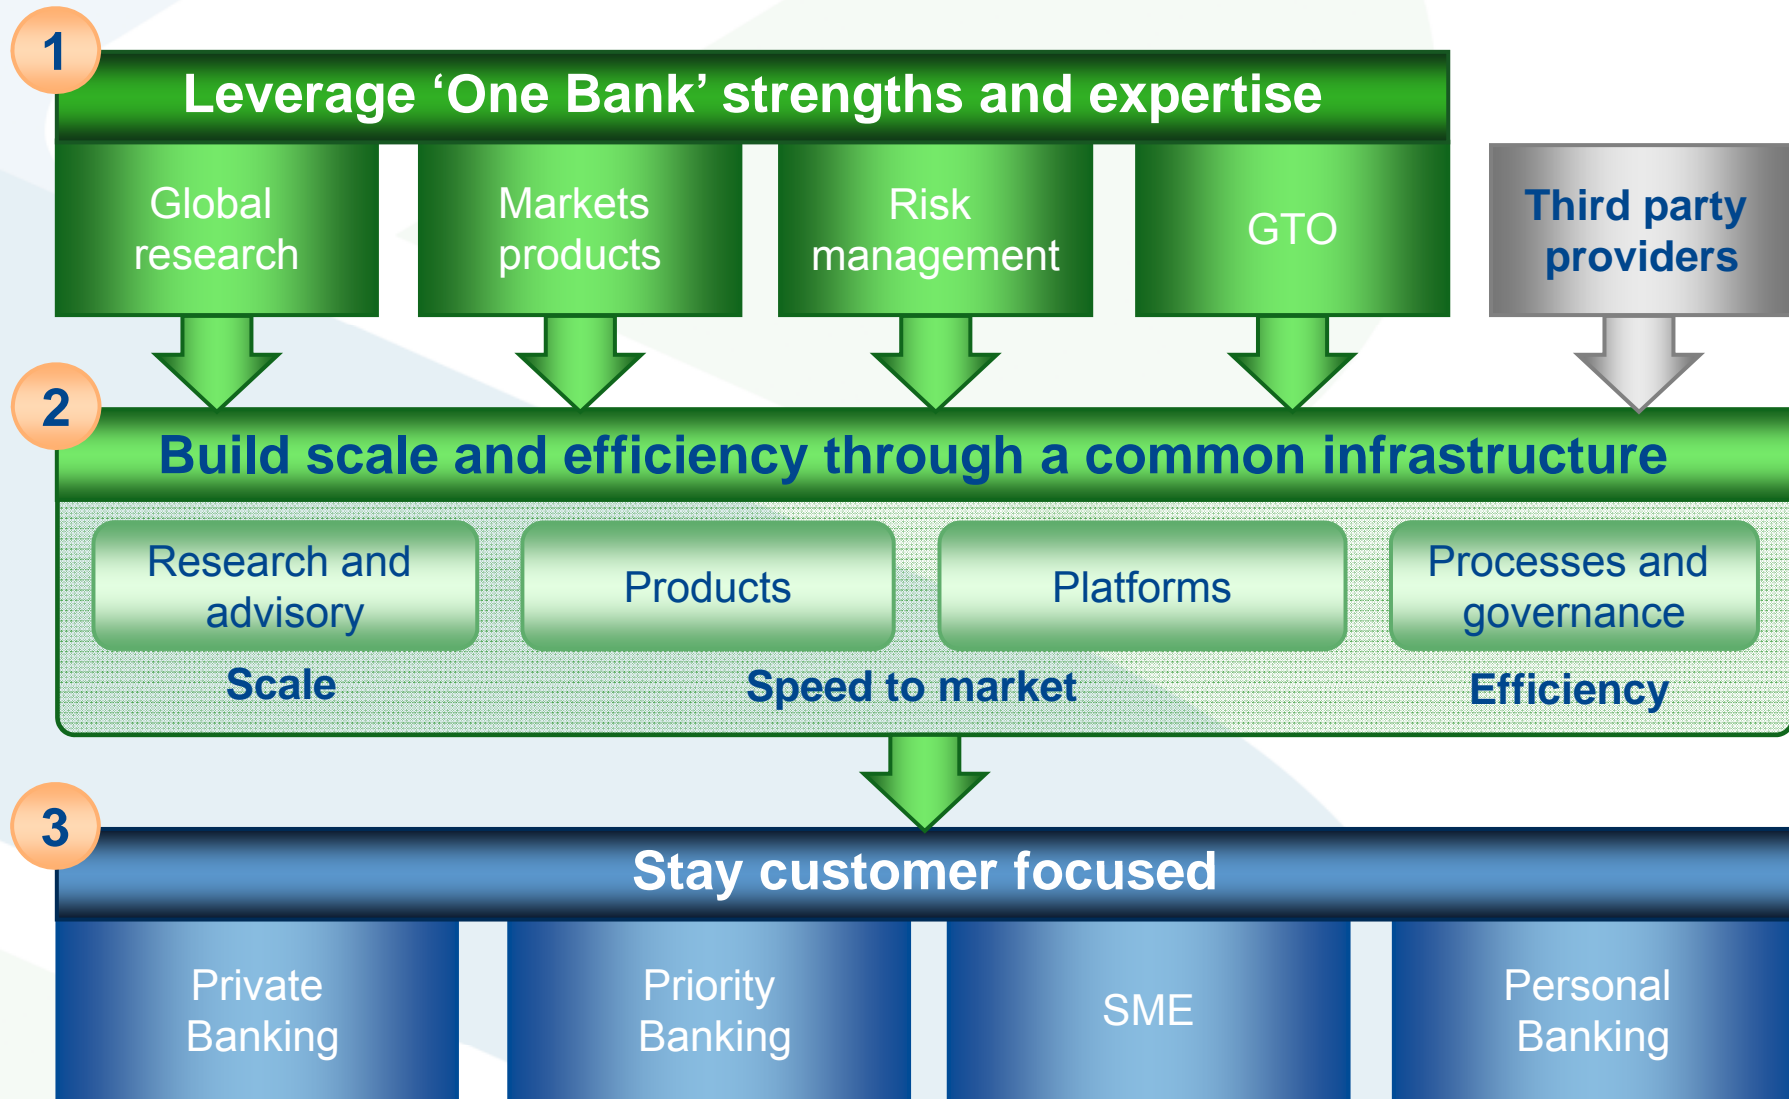 1
Leverage ‘One Bank’ strengths and expertise
Global
research
Markets
products
Risk
management
GTO
Third party
providers
2
Build scale and efficiency through a common infrastructure
Research and
advisory
Products
Platforms
Processes and
governance
Scale
Speed to market
Efficiency
3
Stay customer focused
Private
Banking
Priority
Banking
SME
Personal
Banking